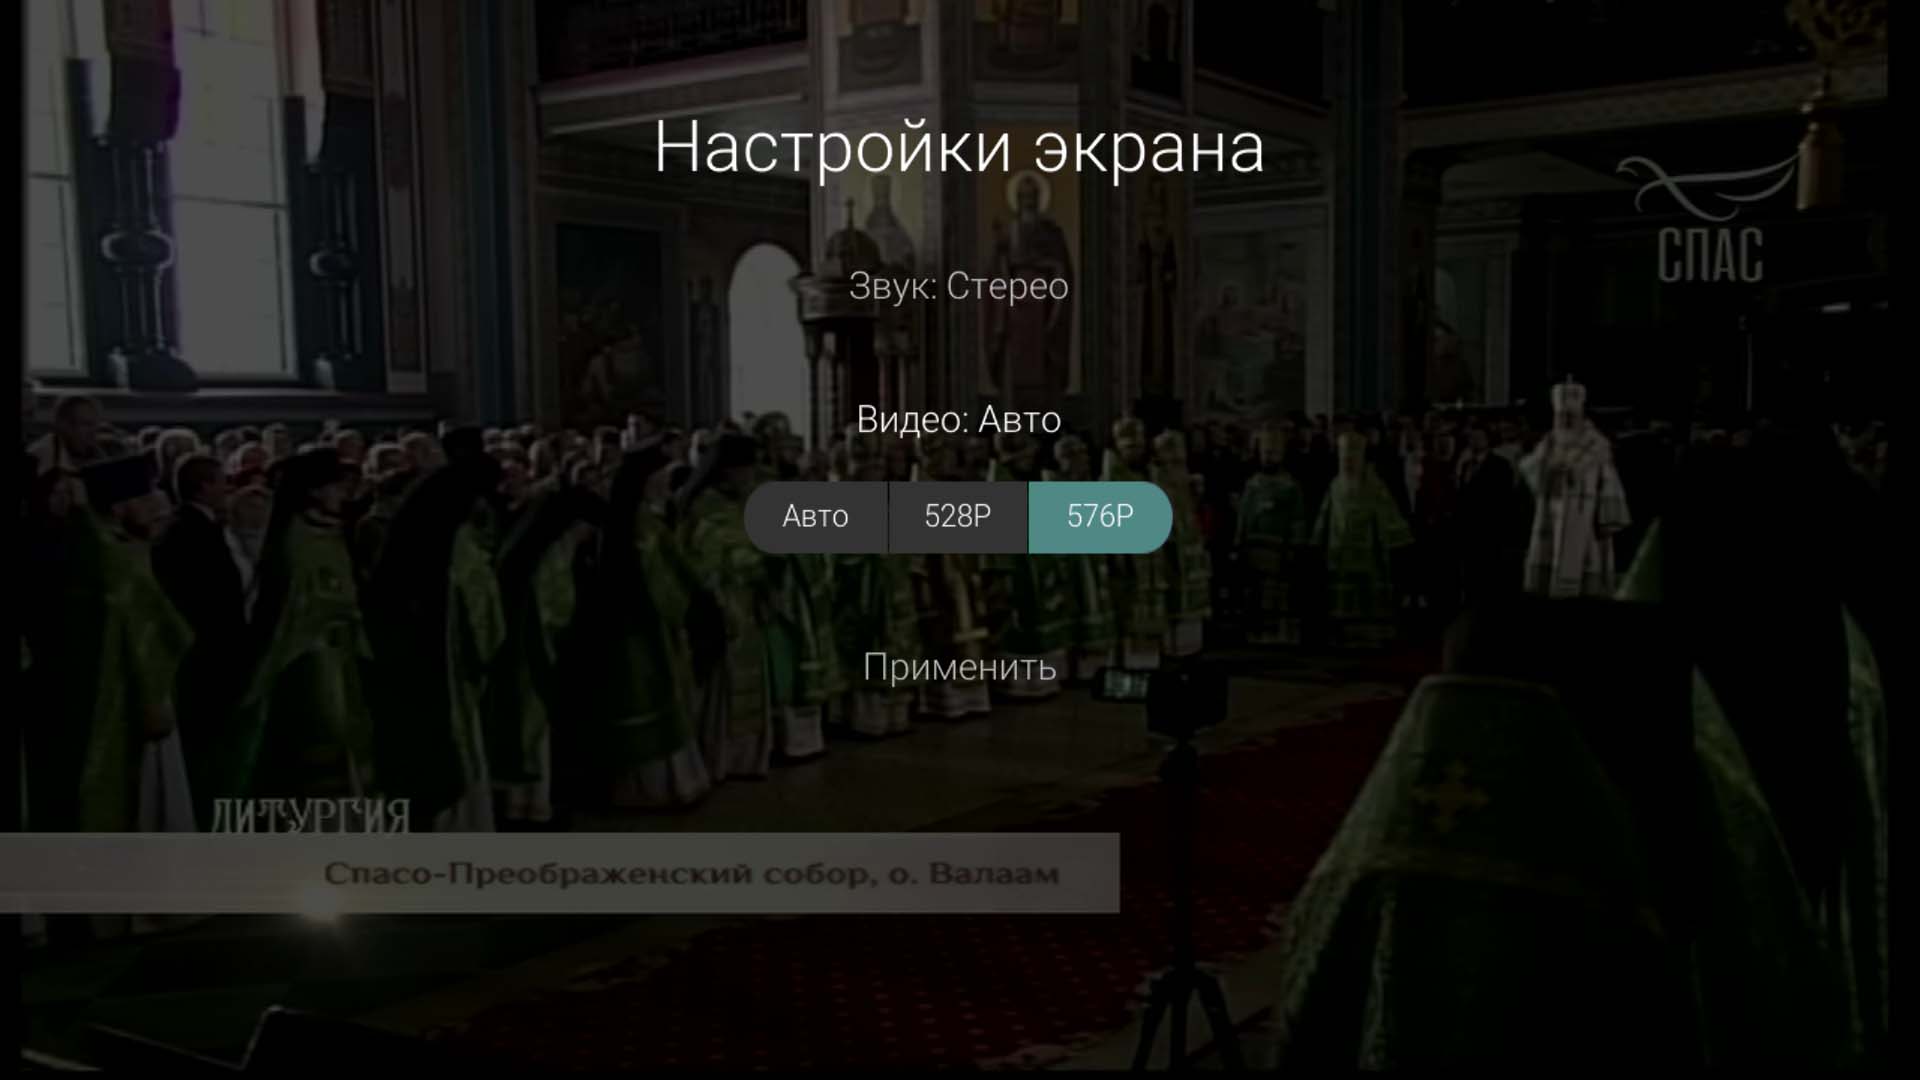 Настройки экрана
СПАС
Звук: Стерео
Видео: Авто
Авто 528P 576P
Применить
ЛИТУРГИЯ
Спасо-Преображенский собор, о. Валаам